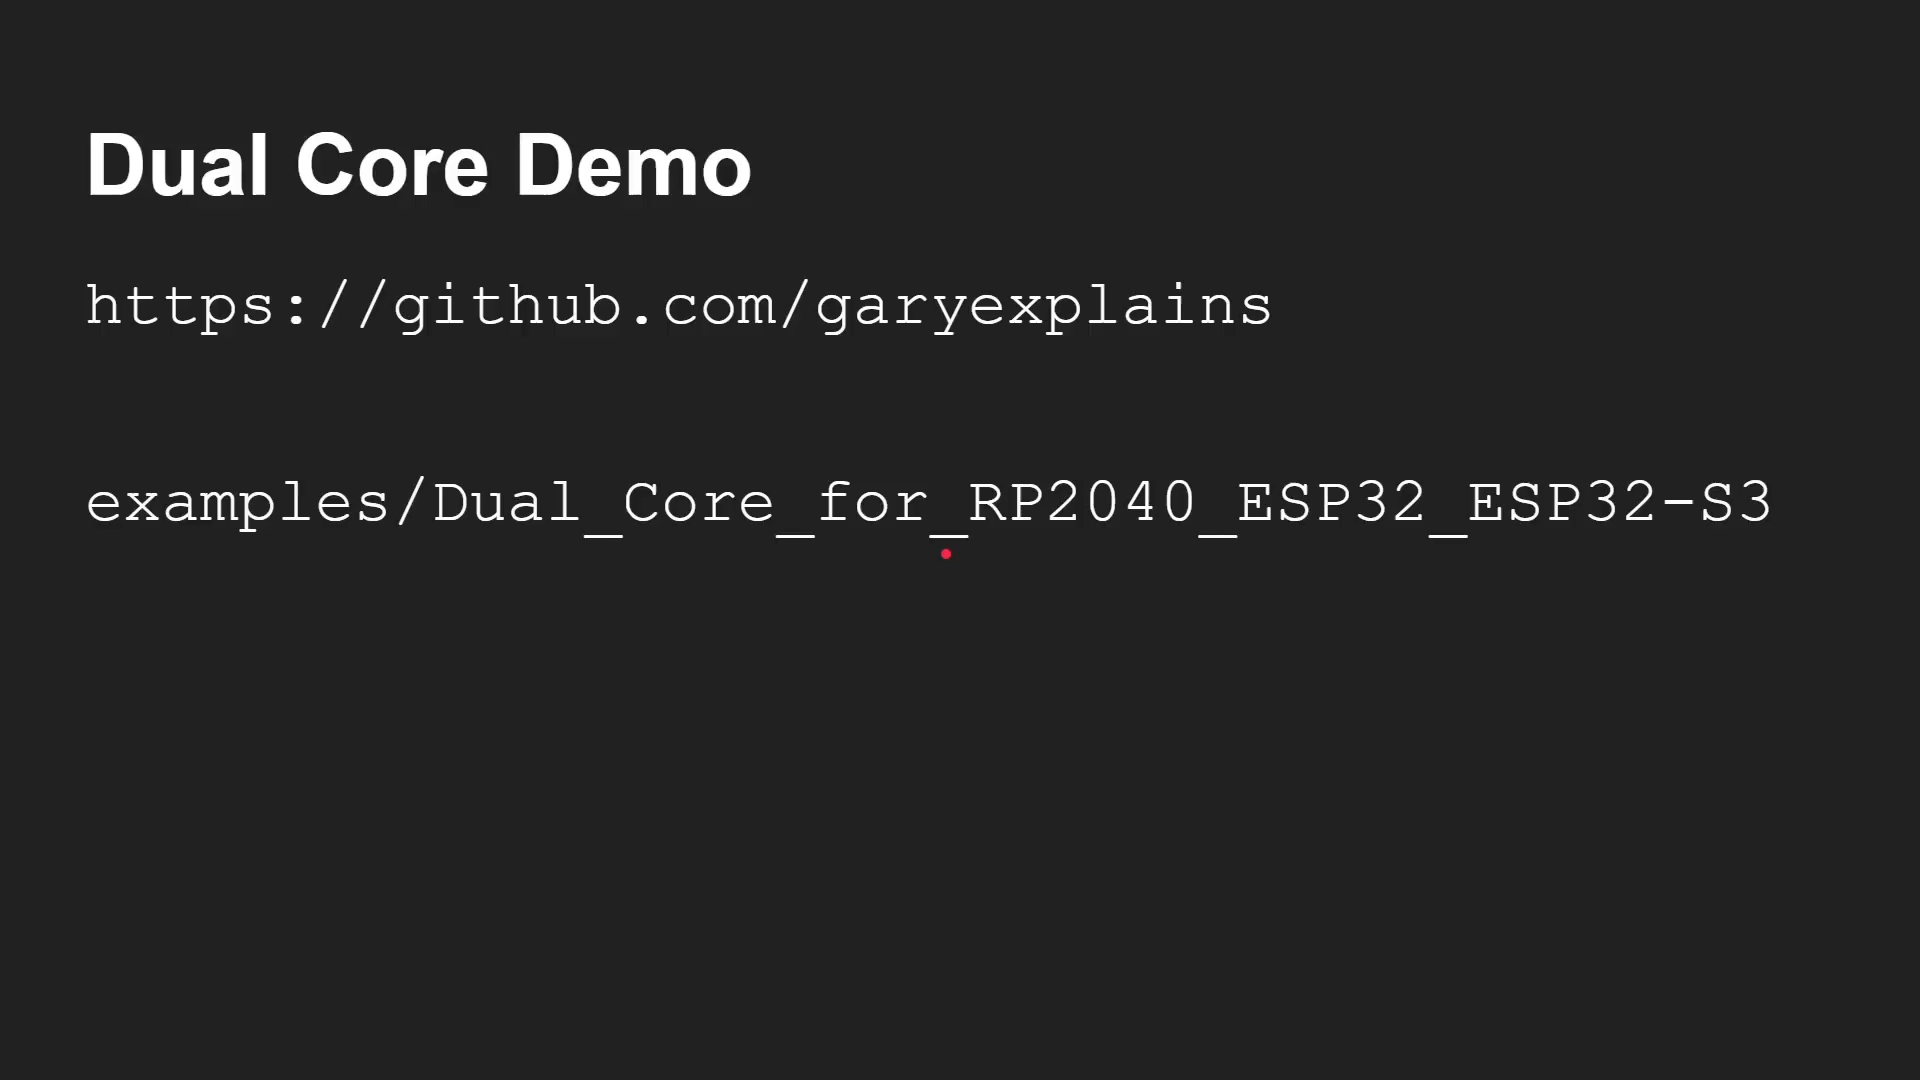 Dual Core Demo
https://github.com/garyexplains
examples/Dual_Core_for_RP2040_ESP32_ESP32-S3